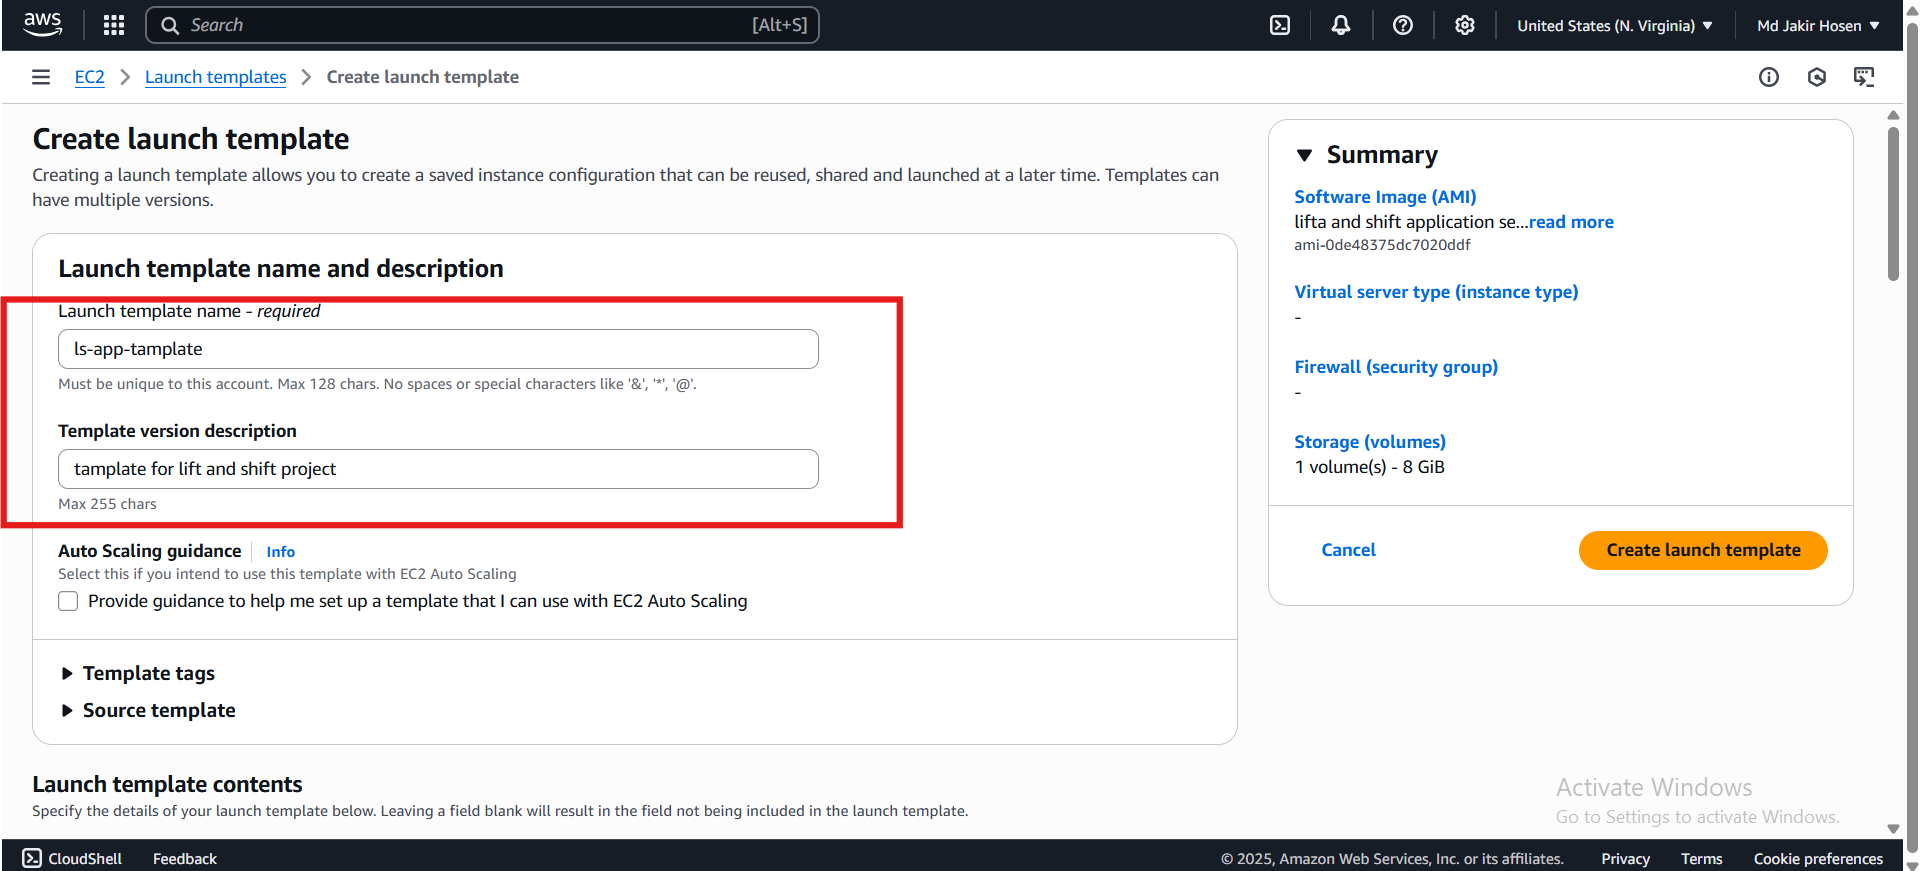 aws
Search [Alt+S]
United States (N. Virginia)
Md Jakir Hosen
EC2
Launch templates
Create launch template
Create launch template
Creating a launch template allows you to create a saved instance configuration that can be reused, shared and launched at a later time. Templates can
have multiple versions.
Launch template name and description
Launch template name - required
ls-app-tamplate
Must be unique to this account. Max 128 chars. No spaces or special characters like '&', '*', '@'.
Template version description
tamplate for lift and shift project
Max 255 chars
Auto Scaling guidance
Info
Select this if you intend to use this template with EC2 Auto Scaling
Provide guidance to help me set up a template that I can use with EC2 Auto Scaling
Template tags
Source template
Launch template contents
Specify the details of your launch template below. Leaving a field blank will result in the field not being included in the launch template.
Summary
Software Image (AMI)
lifta and shift application se...read more
ami-0de48375dc7020ddf
Virtual server type (instance type)
-
Firewall (security group)
-
Storage (volumes)
1 volume(s) - 8 GiB
Cancel
Create launch template
Activate Windows
Go to Settings to activate Windows.
CloudShell
Feedback
© 2025, Amazon Web Services, Inc. or its affiliates.
Privacy
Terms
Cookie preferences